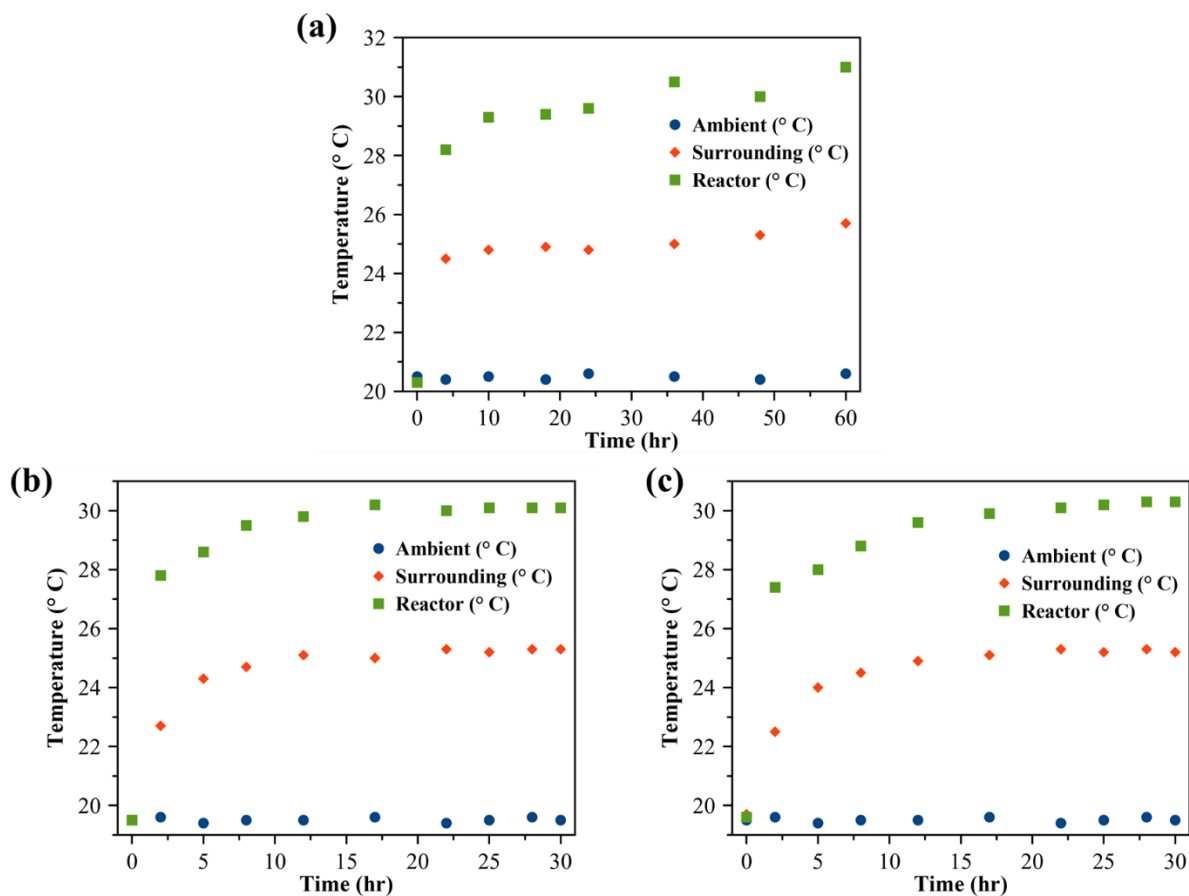 (a)
32
30
28
26
24
22
20
Temperature (° C)
Ambient (° C)
Surrounding (° C)
Reactor (° C)
0 10 20 30 40 50 60
Time (hr)
(b)
30
28
26
24
22
20
Temperature (° C)
Ambient (° C)
Surrounding (° C)
Reactor (° C)
0 5 10 15 20 25 30
Time (hr)
(c)
30
28
26
24
22
20
Temperature (° C)
Ambient (° C)
Surrounding (° C)
Reactor (° C)
0 5 10 15 20 25 30
Time (hr)